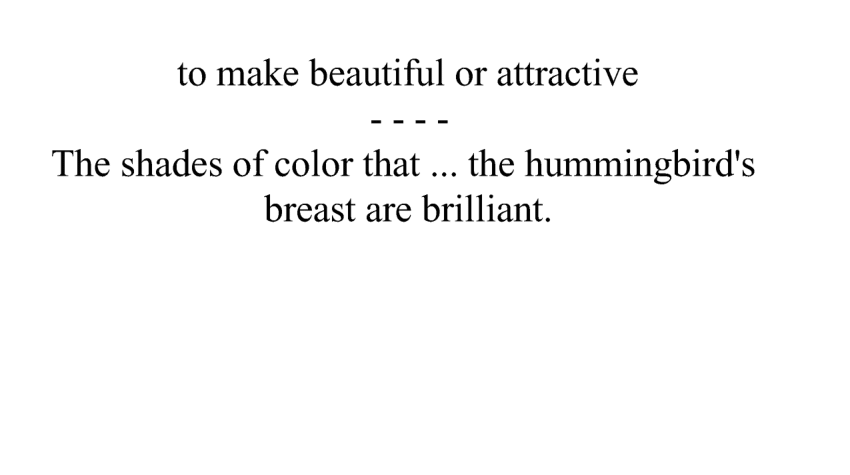 to make beautiful or attractive
- - - -
The shades of color that ... the hummingbird's
breast are brilliant.